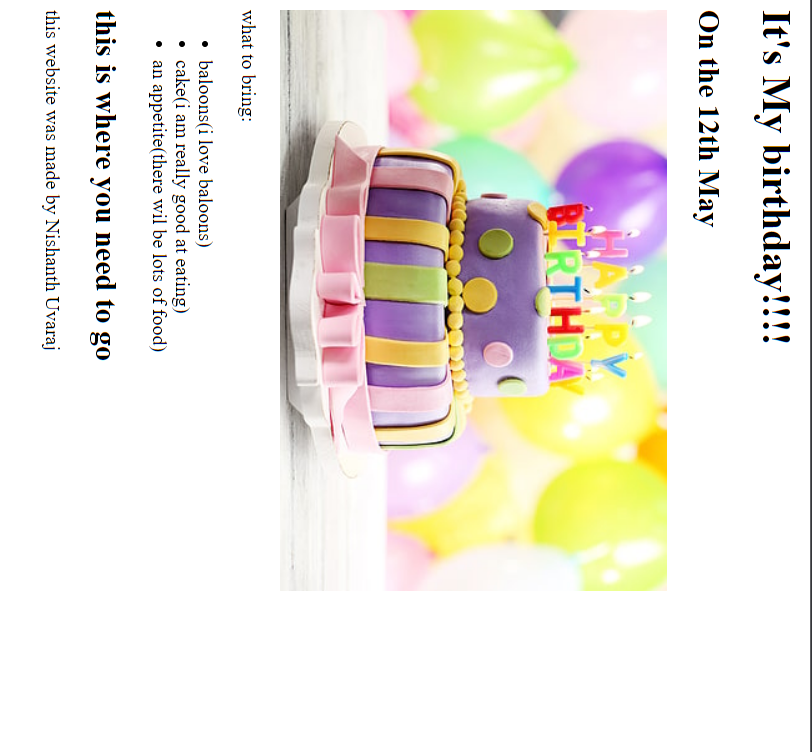 It's My birthday!!!!
On the 12th May
HAPPY
BIRTHDAY
what to bring:
baloons(i love baloons)
cake(i am really good at eating)
an appetite(there wil be lots of food)
this is where you need to go
this website was made by Nishanth Uvaraj